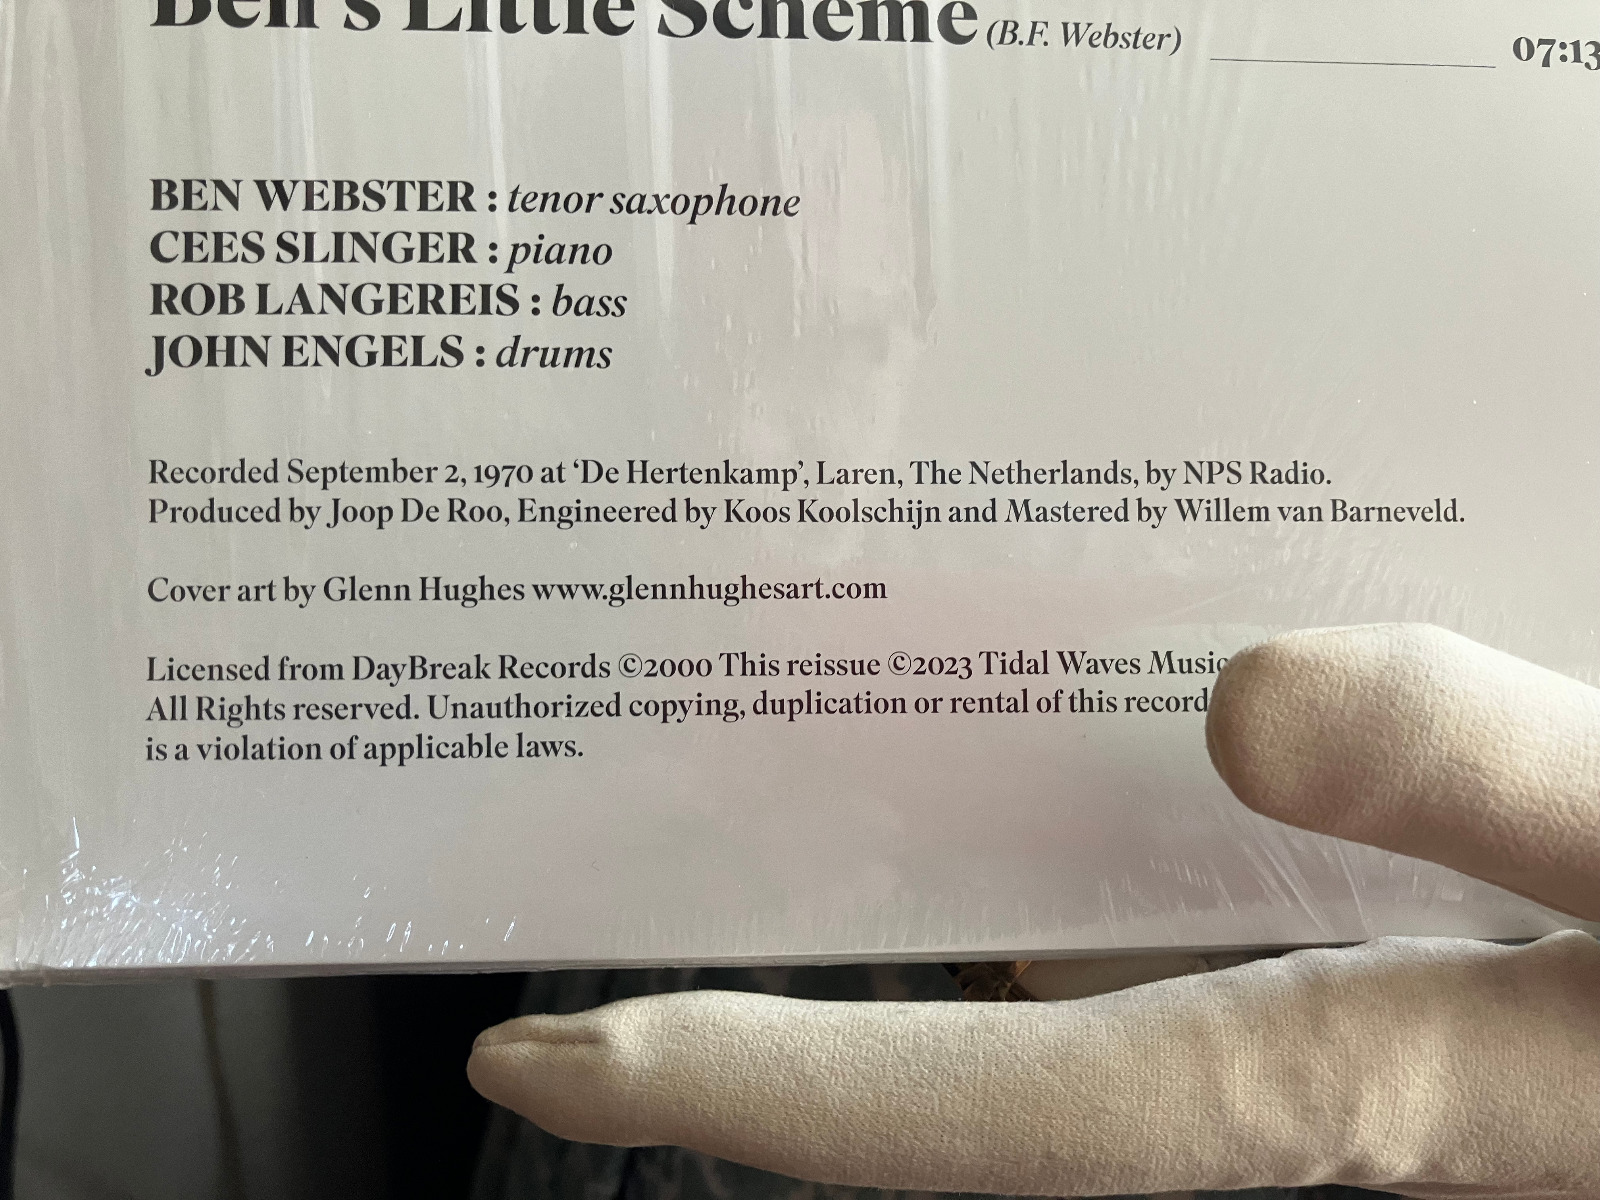 Ben's Little Scheme (B.F. Webster) 07:13
BEN WEBSTER : tenor saxophone
CEES SLINGER : piano
ROB LANGEREIS : bass
JOHN ENGELS : drums
Recorded September 2, 1970 at ‘De Hertenkamp’, Laren, The Netherlands, by NPS Radio.
Produced by Joop De Roo, Engineered by Koos Koolschijn and Mastered by Willem van Barneveld.
Cover art by Glenn Hughes www.glennhughesart.com
Licensed from DayBreak Records ©2000 This reissue ©2023 Tidal Waves Music
All Rights reserved. Unauthorized copying, duplication or rental of this record
is a violation of applicable laws.